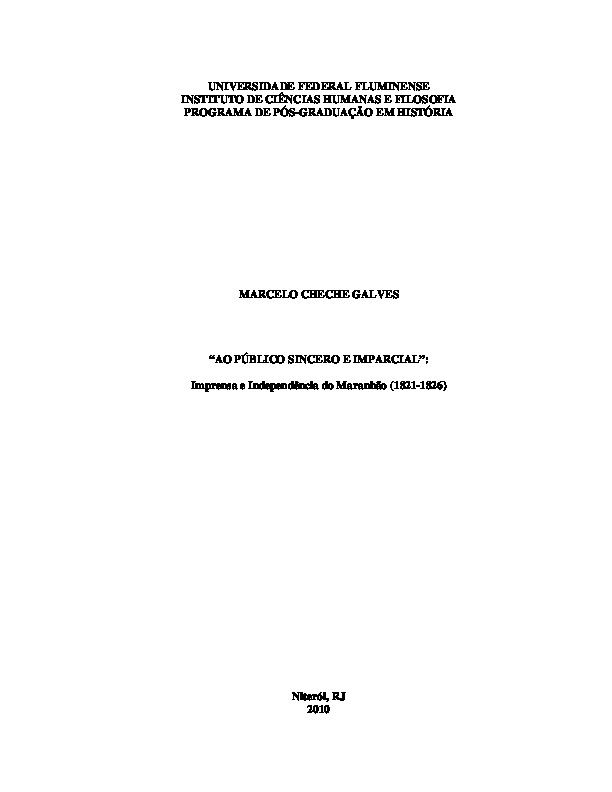 UNIVERSIDADE FEDERAL FLUMINENSE
INSTITUTO DE CIÊNCIAS HUMANAS E FILOSOFIA
PROGRAMA DE PÓS-GRADUAÇÃO EM HISTÓRIA
MARCELO CHECHE GALVES
“AO PÚBLICO SINCERO E IMPARCIAL”:
Imprensa e Independência do Maranhão (1821-1826)
Niterói, RJ
2010